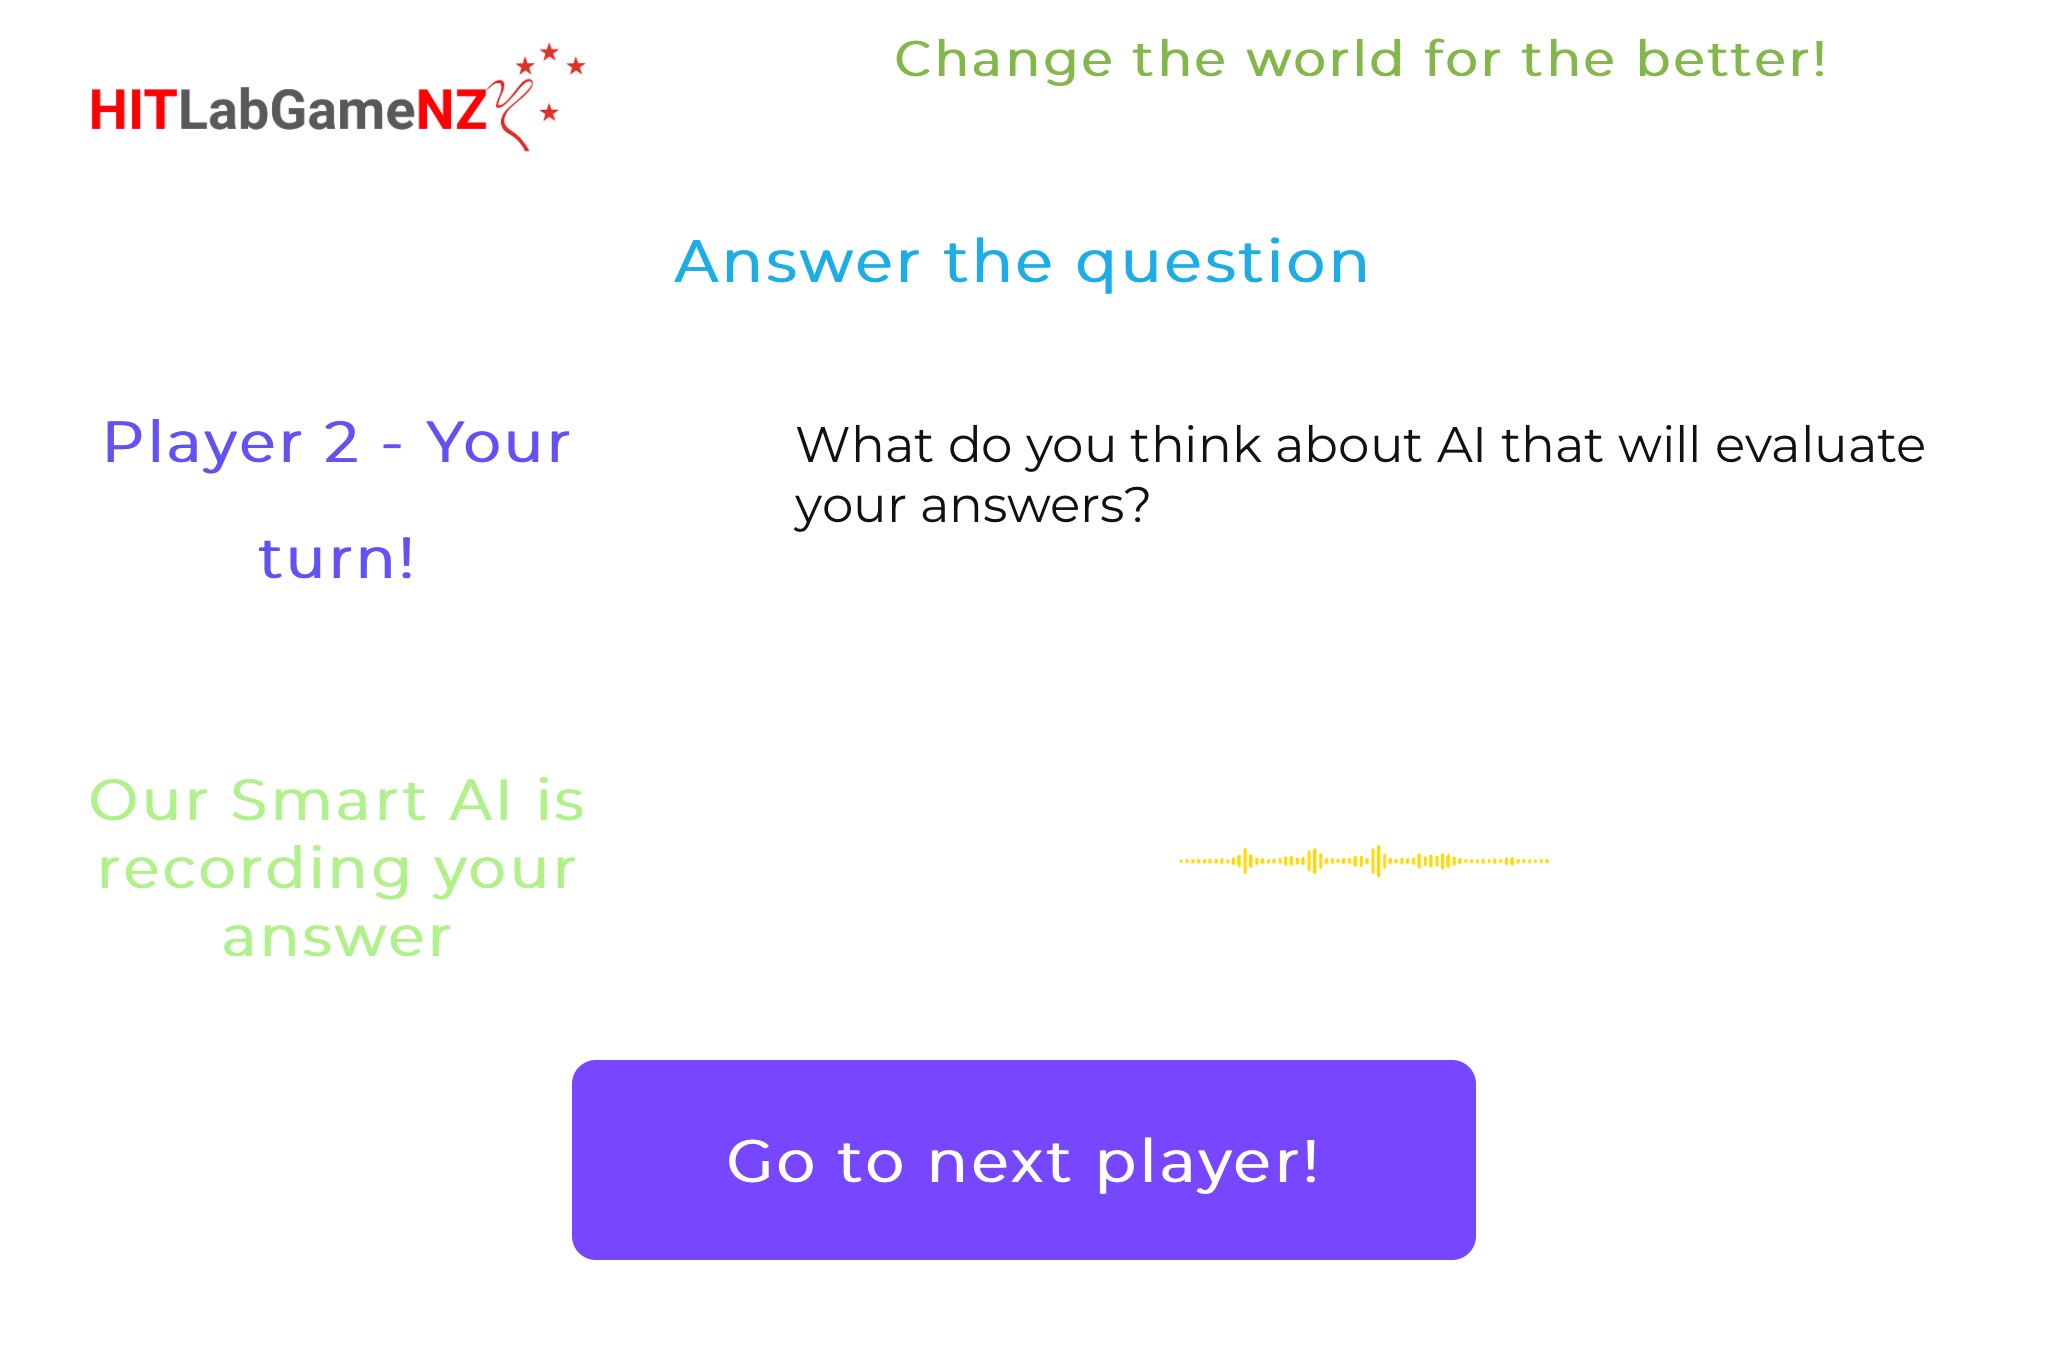 HITLabGameNZ
Change the world for the better!
Answer the question
Player 2 - Your
turn!
What do you think about AI that will evaluate
your answers?
Our Smart AI is
recording your
answer
Go to next player!